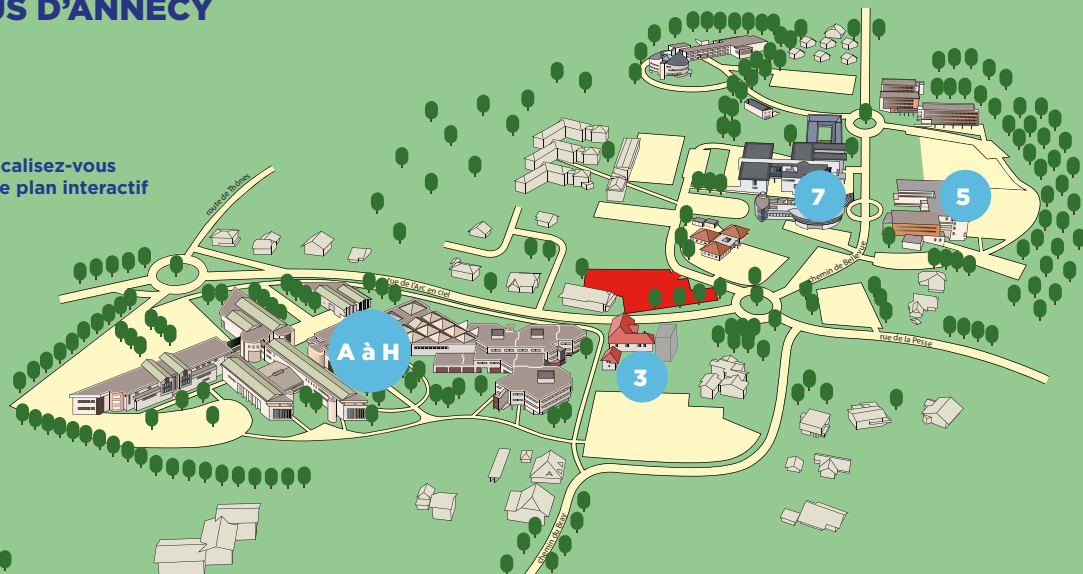 US D'ANNECY
calisez-vous
e plan interactif
route de Thônes
rue de l'Arc en ciel
chemin de Bellevue
rue de la Pesse
chemin du Bray
7
5
A à H
3